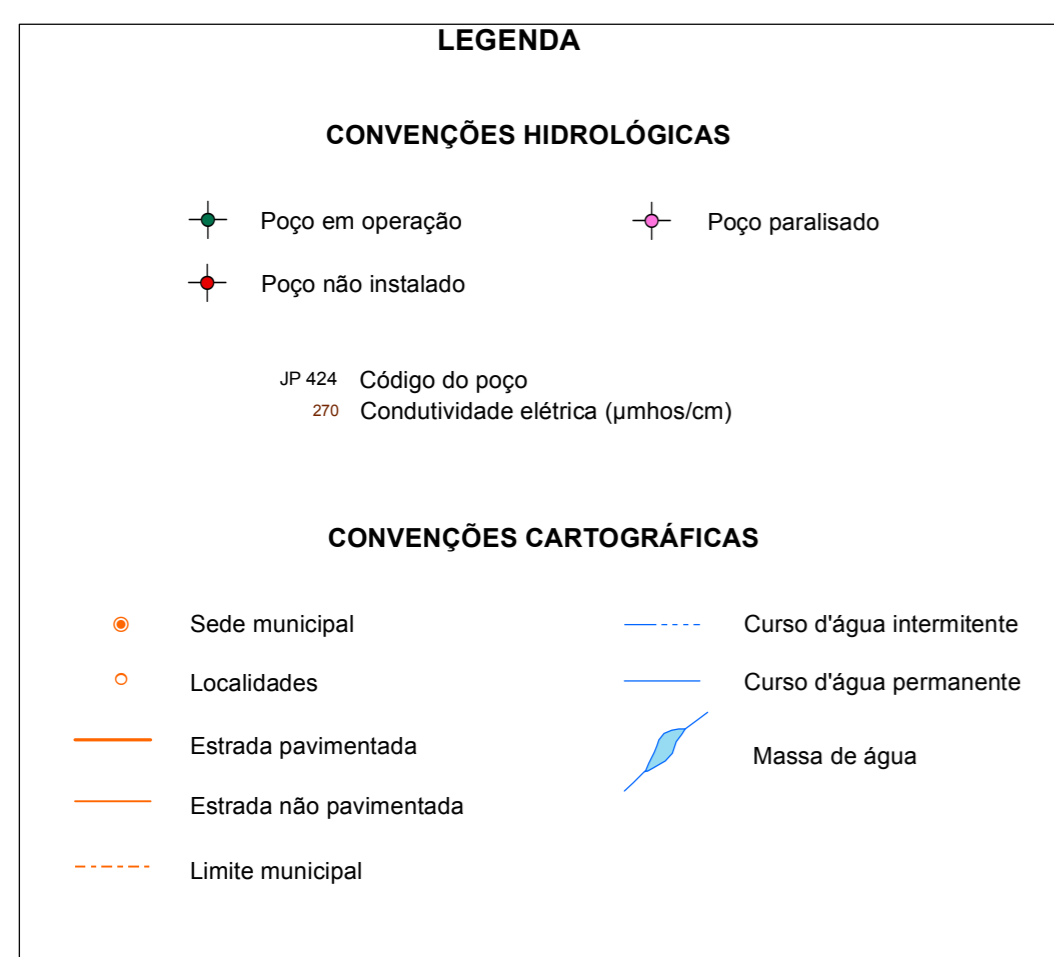 LEGENDA
CONVENÇÕES HIDROLÓGICAS
Poço em operação
Poço paralisado
Poço não instalado
JP 424 Código do poço
270 Condutividade elétrica (µmhos/cm)
CONVENÇÕES CARTOGRÁFICAS
Sede municipal
Localidades
Estrada pavimentada
Estrada não pavimentada
Limite municipal
Curso d'água intermitente
Curso d'água permanente
Massa de água